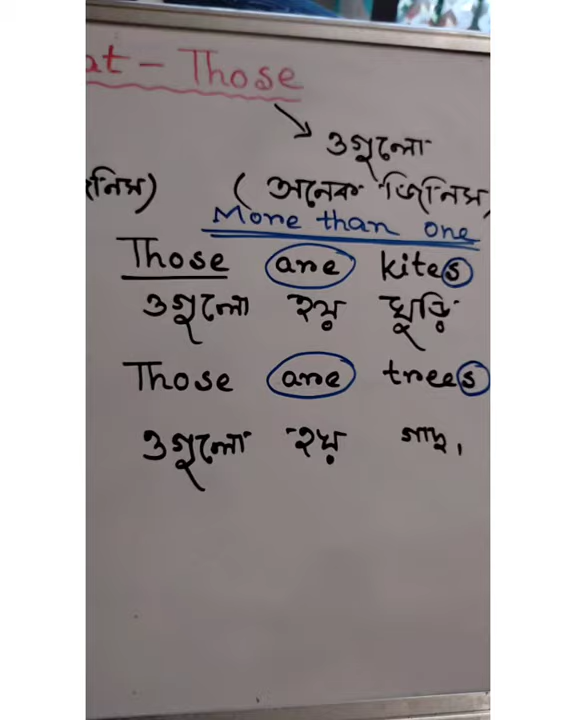 at - Those
ওগুলো
জিনিস) (অনেক জিনিস
More than one
Those are kites
ওগুলো হয় ঘুড়ি
Those are trees
ওগুলো হয় গাছ,